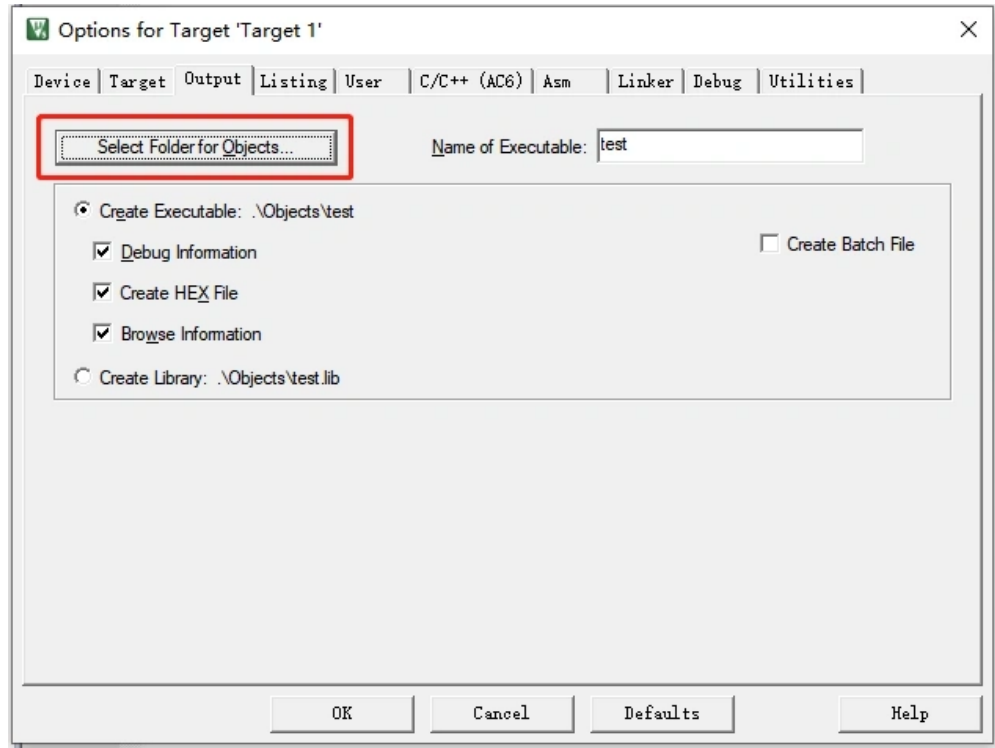 Options for Target 'Target 1'
Device Target Output Listing User C/C++ (AC6) Asm Linker Debug Utilities
Select Folder for Objects... Name of Executable: test
Create Executable: .\Objects\test
Debug Information Create Batch File
Create HEX File
Browse Information
Create Library: .\Objects\test.lib
OK Cancel Defaults Help